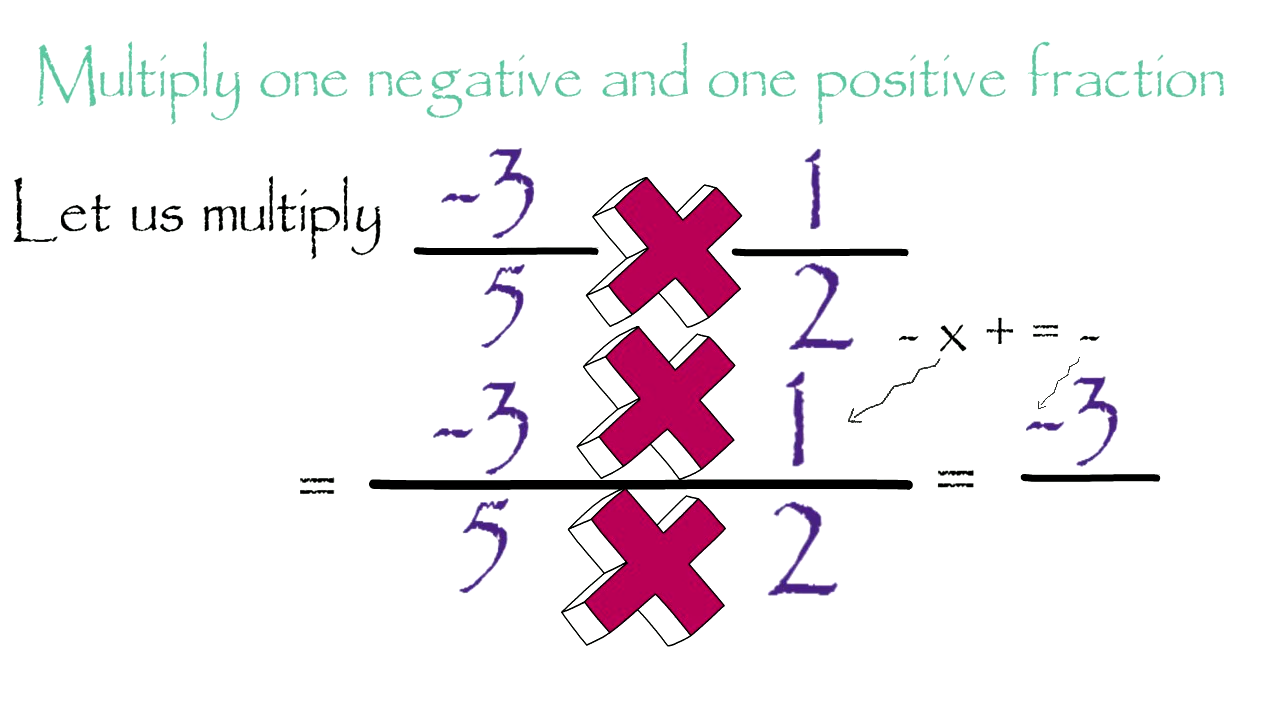 Multiply one negative and one positive fraction
Let us multiply -3/5 × 1/2
- x + = -
= -3 × 1/5 × 2 = -3/